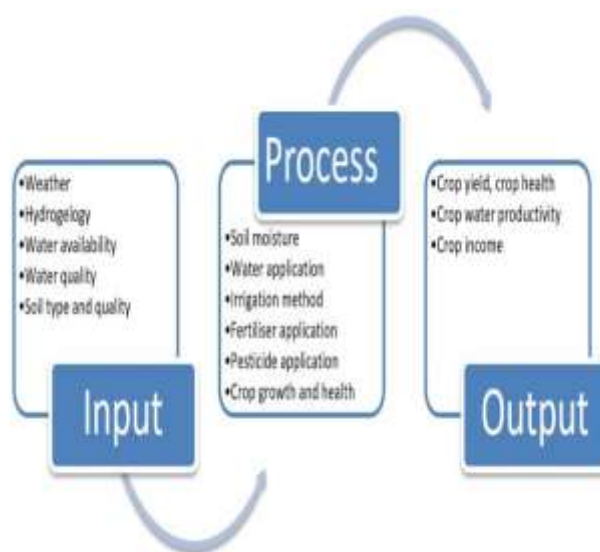 Input
•Weather
•Hydrogelogy
•Water availability
•Water quality
•Soil type and quality
Process
•Soil moisture
•Water application
•Irrigation method
•Fertiliser application
•Pesticide application
•Crop growth and health
Output
•Crop yield, crop health
•Crop water productivity
•Crop income